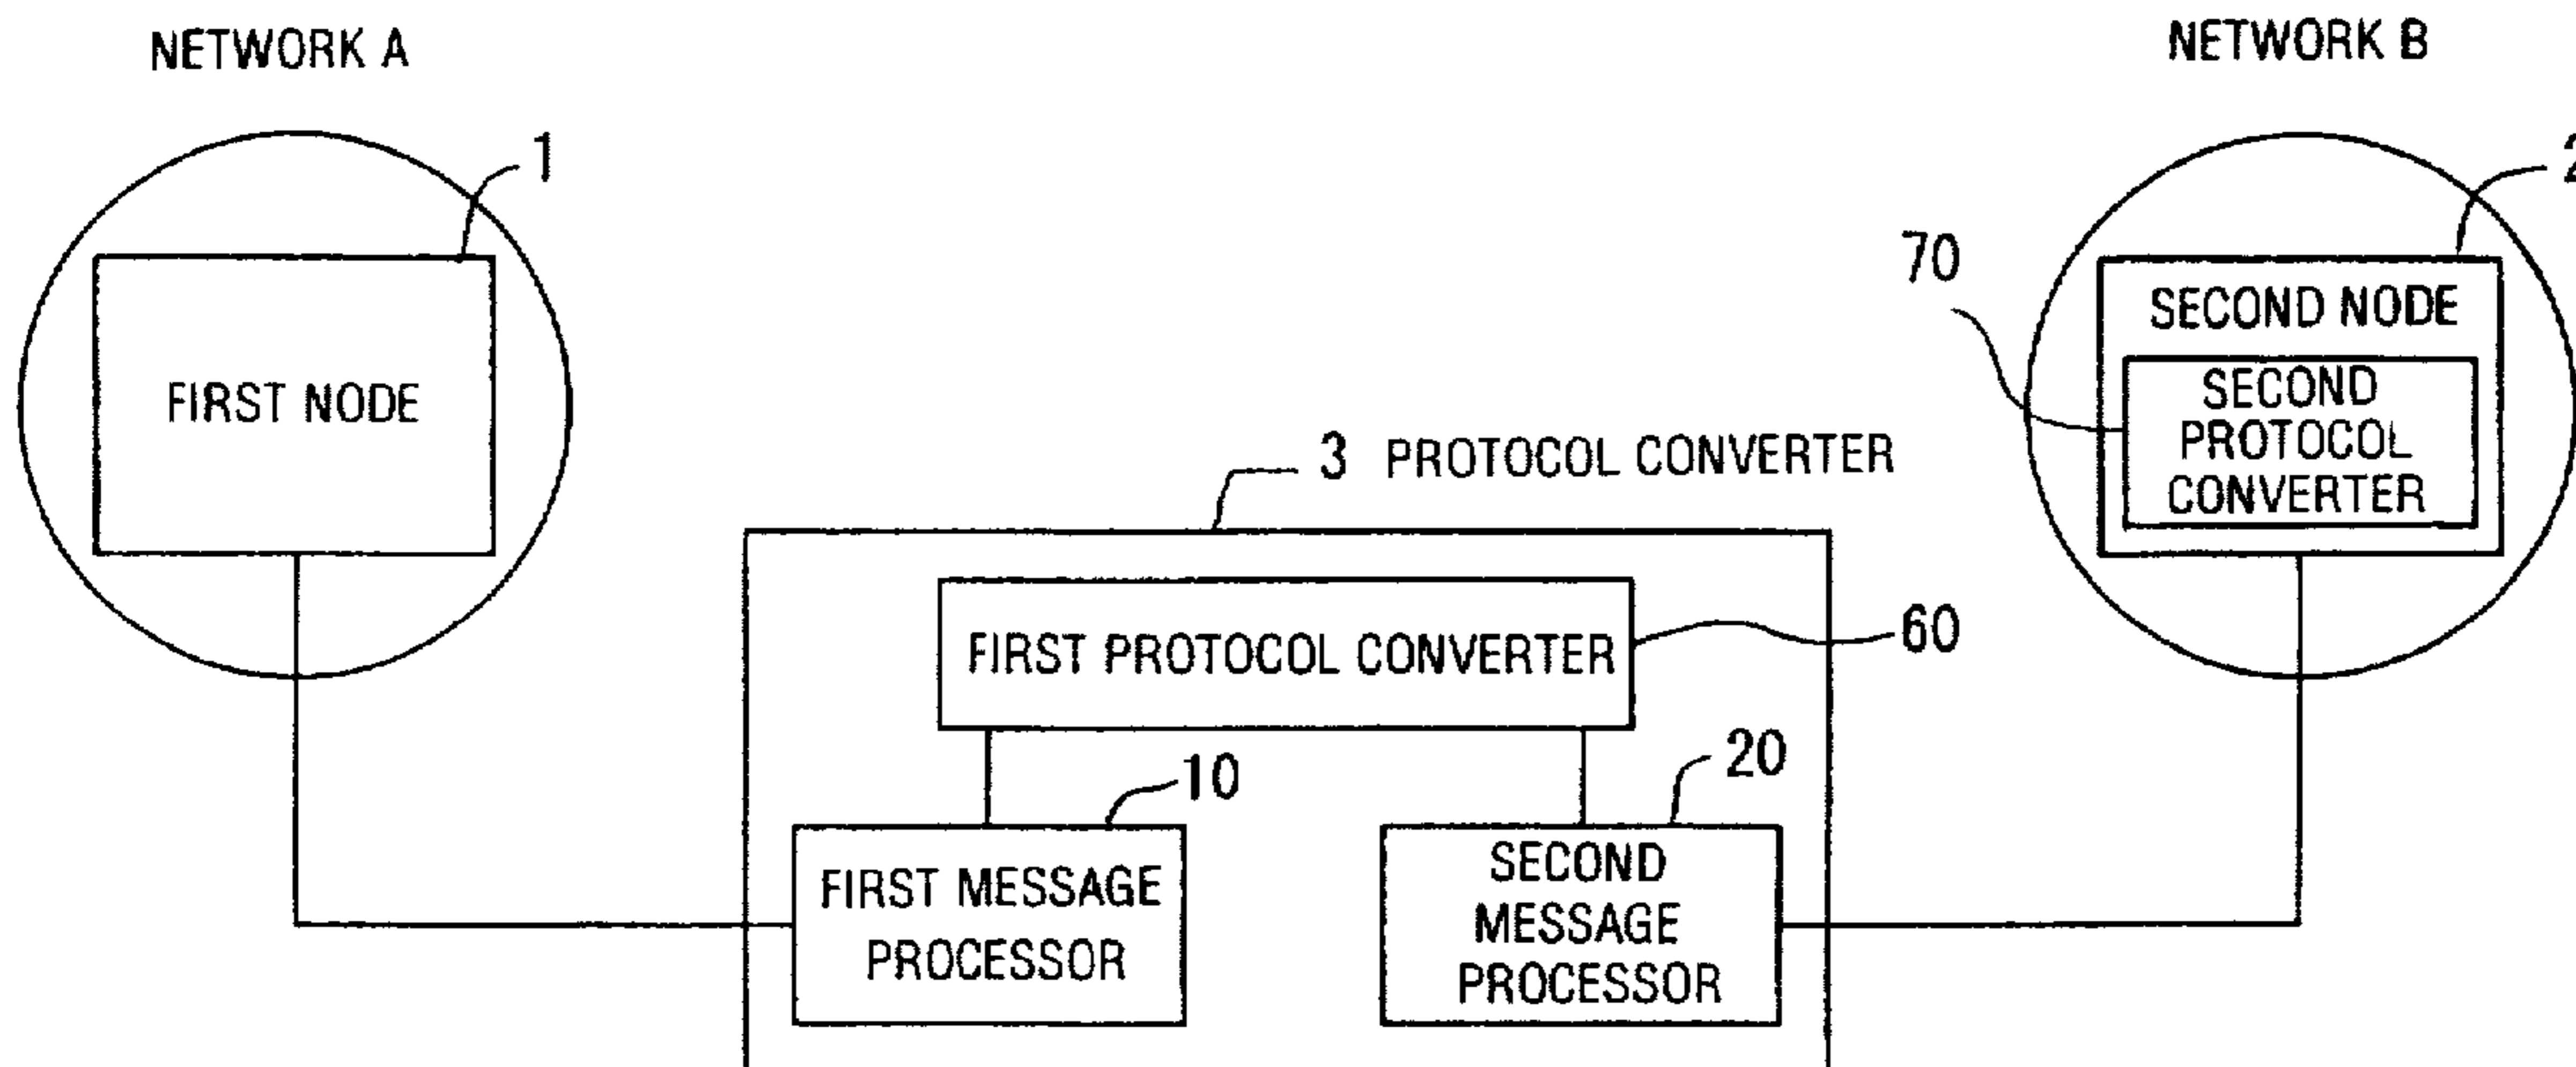 NETWORK A
NETWORK B
1
2
70
FIRST NODE
SECOND NODE
SECOND
PROTOCOL
CONVERTER
3 PROTOCOL CONVERTER
FIRST PROTOCOL CONVERTER
60
10
20
FIRST MESSAGE
PROCESSOR
SECOND
MESSAGE
PROCESSOR